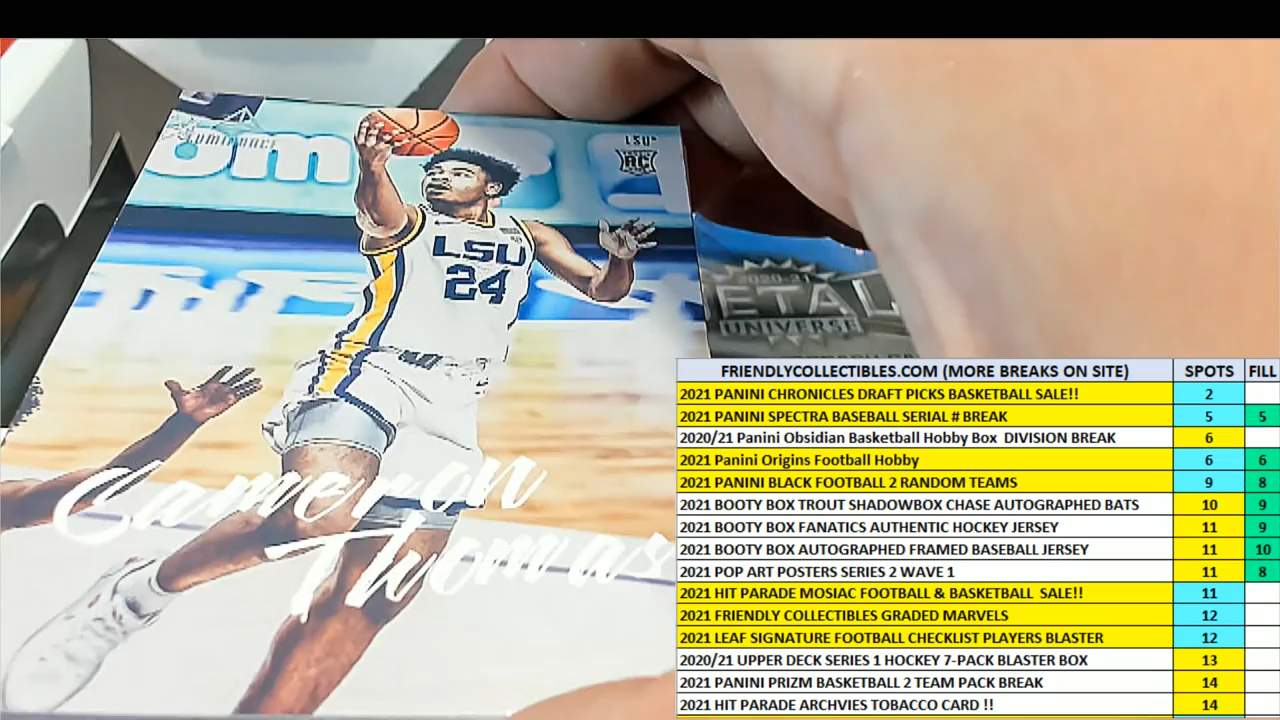 LUMINANCE
om
LSU
RC
LSU
24
Cameron
Thomas
2020-21
ETAL
UNIVERSE
FRIENDLYCOLLECTIBLES.COM (MORE BREAKS ON SITE) SPOTS FILL
2021 PANINI CHRONICLES DRAFT PICKS BASKETBALL SALE!! 2
2021 PANINI SPECTRA BASEBALL SERIAL # BREAK 5 5
2020/21 Panini Obsidian Basketball Hobby Box DIVISION BREAK 6
2021 Panini Origins Football Hobby 6 6
2021 PANINI BLACK FOOTBALL 2 RANDOM TEAMS 9 8
2021 BOOTY BOX TROUT SHADOWBOX CHASE AUTOGRAPHED BATS 10 9
2021 BOOTY BOX FANATICS AUTHENTIC HOCKEY JERSEY 11 9
2021 BOOTY BOX AUTOGRAPHED FRAMED BASEBALL JERSEY 11 10
2021 POP ART POSTERS SERIES 2 WAVE 1 11 8
2021 HIT PARADE MOSIAC FOOTBALL & BASKETBALL SALE!! 11
2021 FRIENDLY COLLECTIBLES GRADED MARVELS 12
2021 LEAF SIGNATURE FOOTBALL CHECKLIST PLAYERS BLASTER 12
2020/21 UPPER DECK SERIES 1 HOCKEY 7-PACK BLASTER BOX 13
2021 PANINI PRIZM BASKETBALL 2 TEAM PACK BREAK 14
2021 HIT PARADE ARCHVIES TOBACCO CARD !! 14